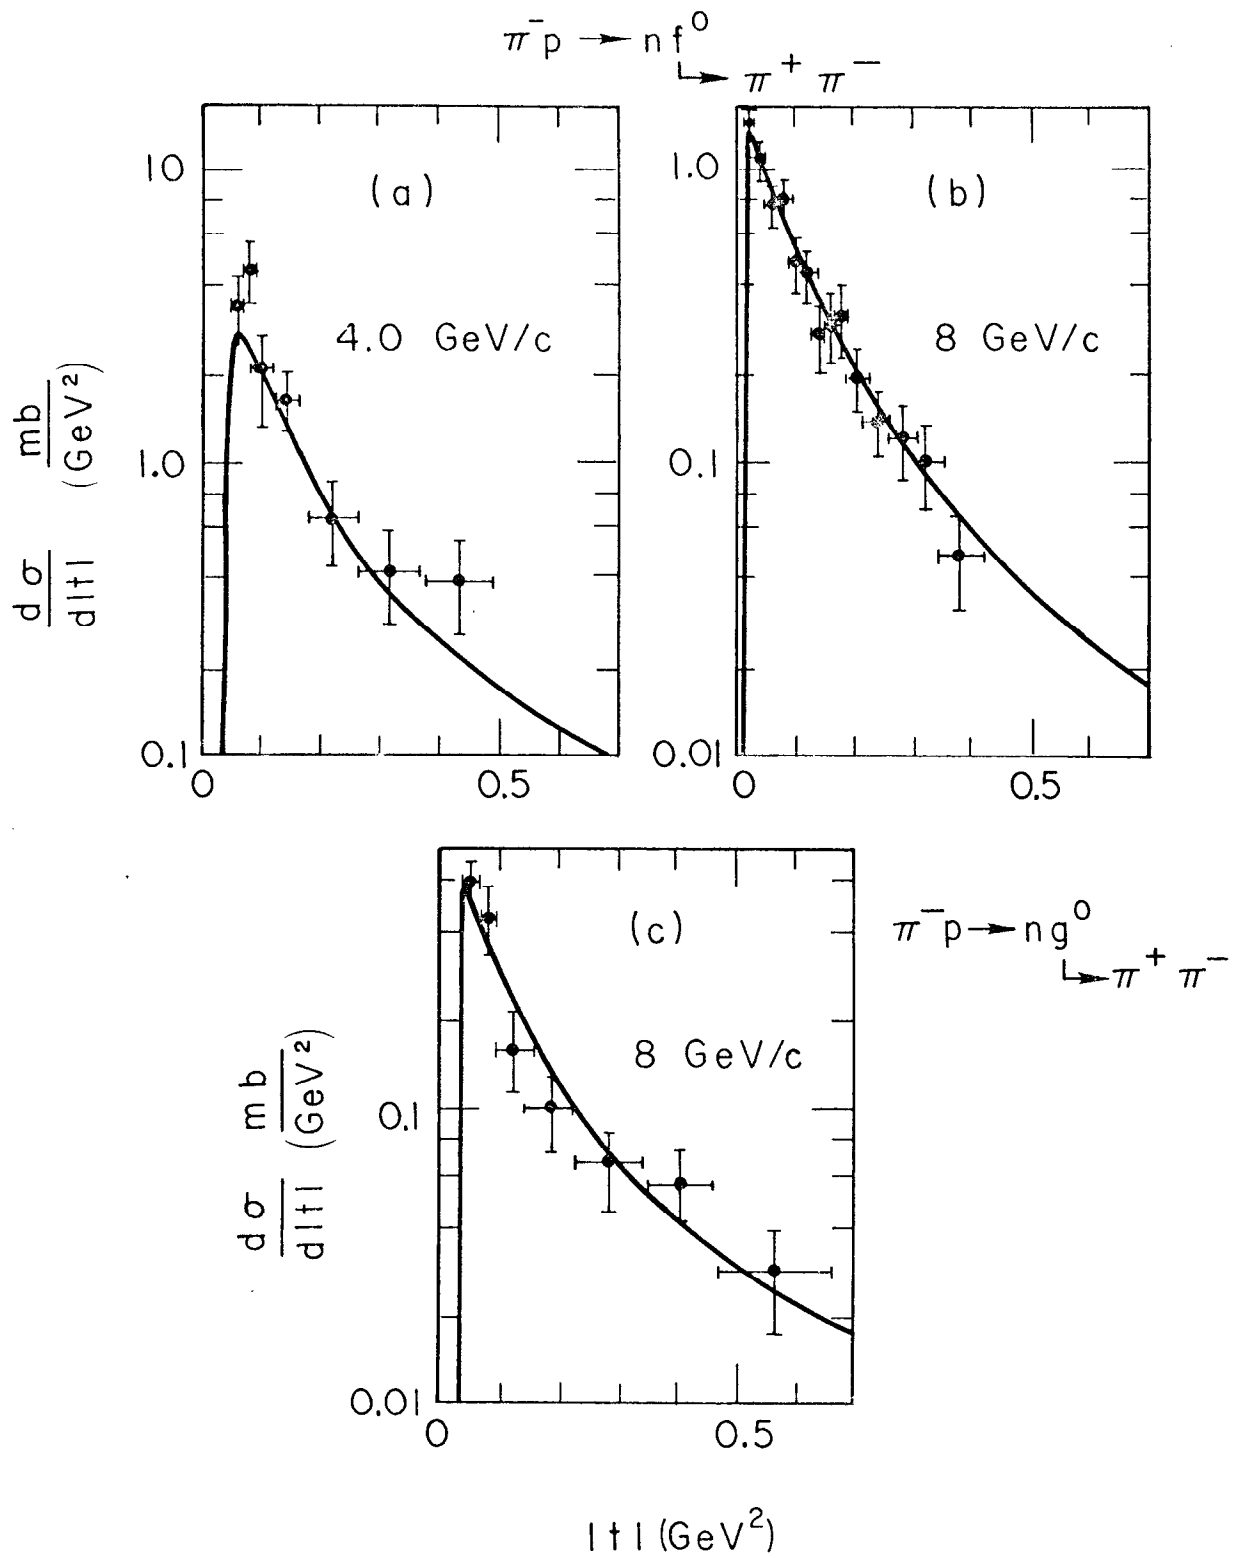 π⁻p → n f⁰
↳ π⁺ π⁻
(a)
10
4.0 GeV/c
1.0
0.1
0 0.5
(b)
1.0
8 GeV/c
0.1
0.01
0 0.5
dσ/d|t| mb/(GeV²)
(c)
π⁻p → n g⁰
↳ π⁺ π⁻
8 GeV/c
0.1
0.01
0 0.5
dσ/d|t| mb/(GeV²)
|t| (GeV²)